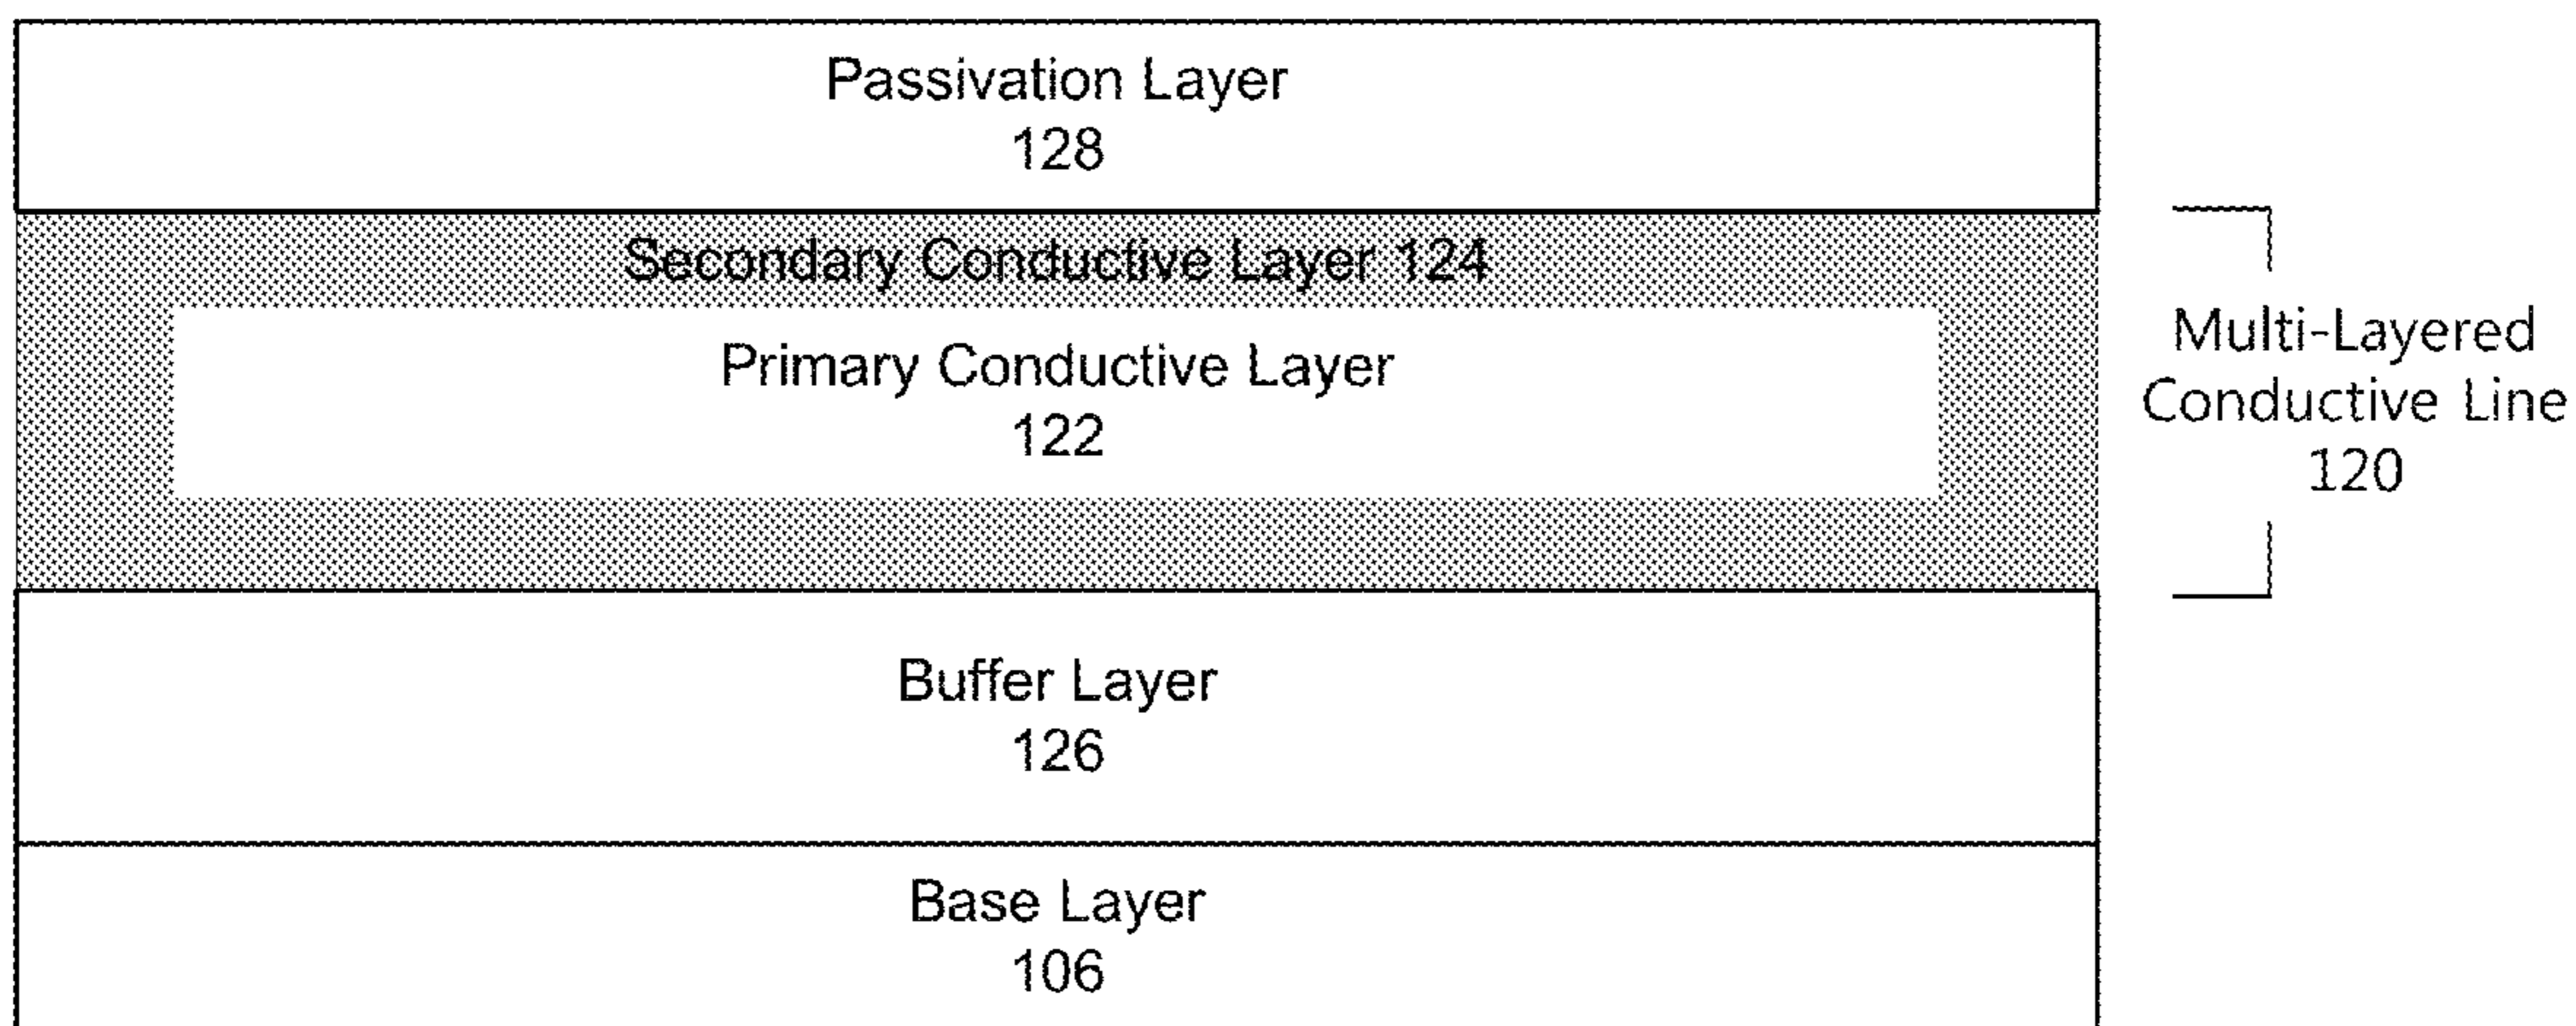 Passivation Layer
128
Secondary Conductive Layer 124
Primary Conductive Layer
122
Multi-Layered
Conductive Line
120
Buffer Layer
126
Base Layer
106